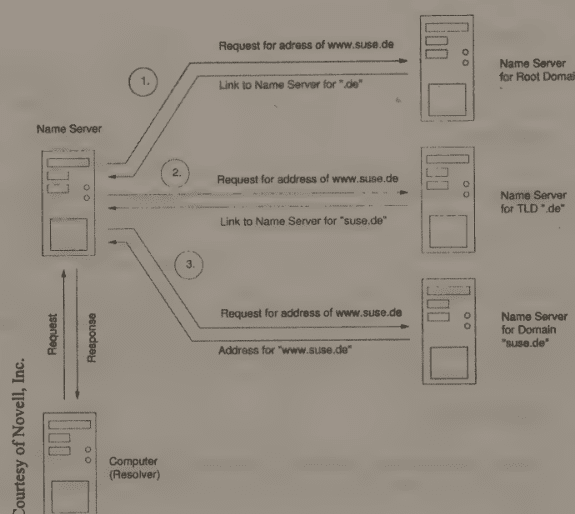 Request for adress of www.suse.de
1.
Link to Name Server for ".de"
Name Server
for Root Domain
Name Server
2.
Request for address of www.suse.de
Link to Name Server for "suse.de"
Name Server
for TLD ".de"
3.
Request for address of www.suse.de
Address for "www.suse.de"
Name Server
for Domain
"suse.de"
Request
Response
Computer
(Resolver)
Courtesy of Novell, Inc.